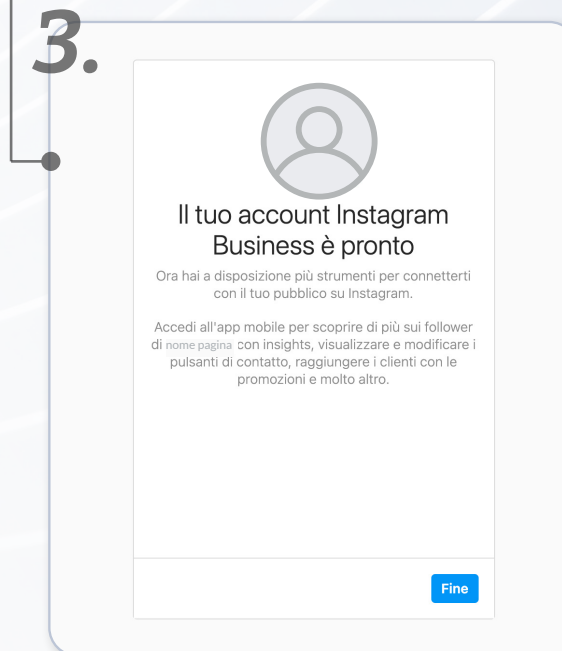 3.
Il tuo account Instagram
Business è pronto
Ora hai a disposizione più strumenti per connetterti
con il tuo pubblico su Instagram.
Accedi all'app mobile per scoprire di più sui follower
di nome pagina con insights, visualizzare e modificare i
pulsanti di contatto, raggiungere i clienti con le
promozioni e molto altro.
Fine